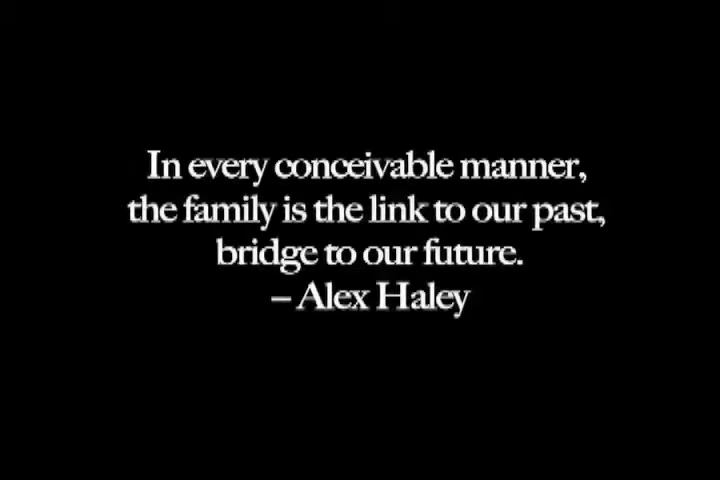 In every conceivable manner,
the family is the link to our past,
bridge to our future.
– Alex Haley